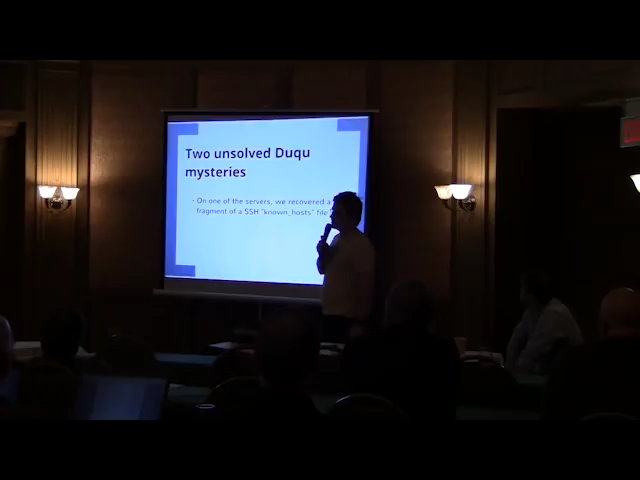 Two unsolved Duqu
mysteries
- On one of the servers, we recovered a
fragment of a SSH "known_hosts" file